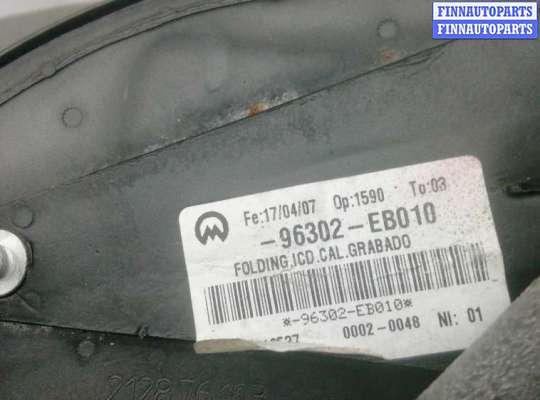 FINNAUTOPARTS
FINNAUTOPARTS
Fe:17/04/07 Op:1590 To:03
-96302-EB010
FOLDING.ICD.CAL.GRABADO
*-96302-EB010*
0002-0048 NI: 01